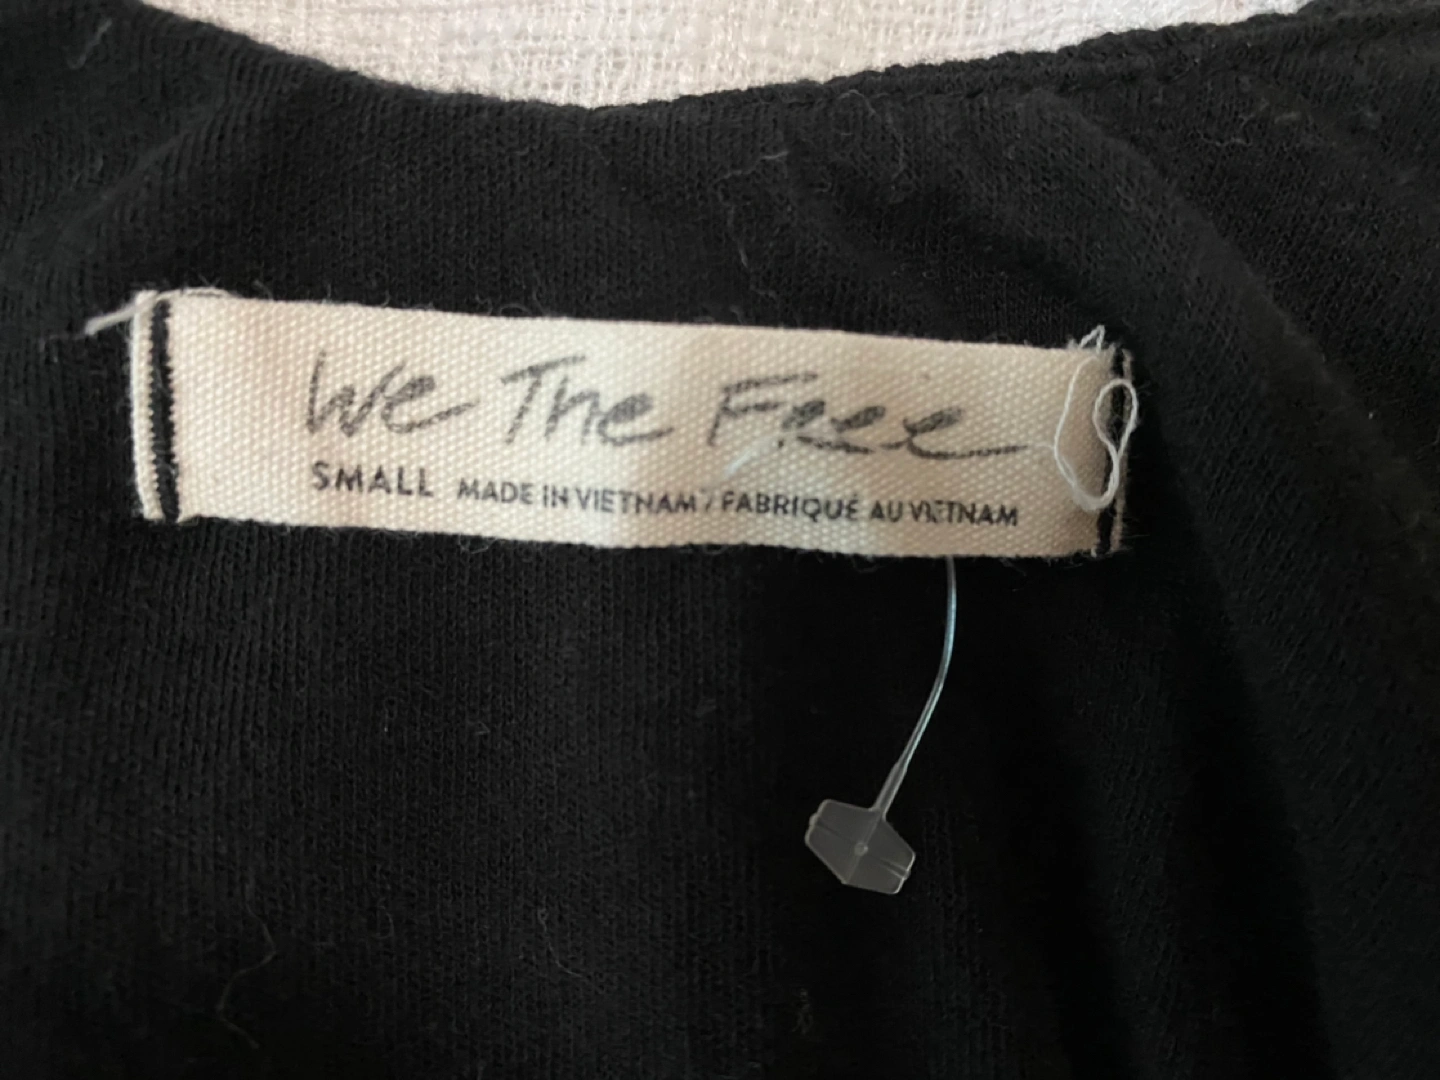 We The Free
SMALL MADE IN VIETNAM / FABRIQUÉ AU VIETNAM